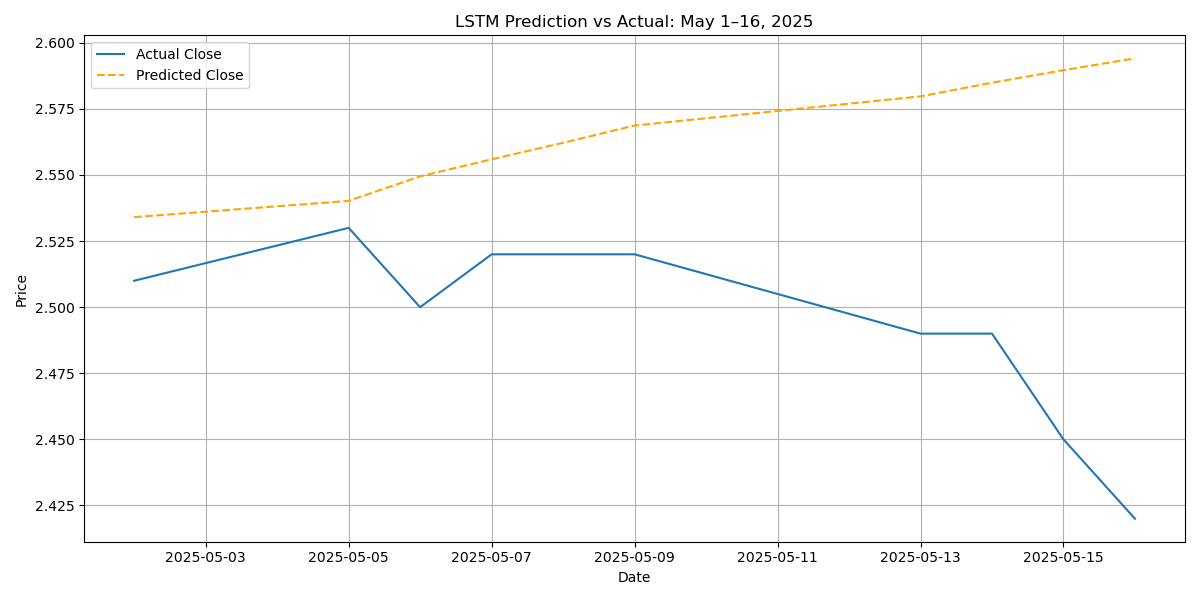 LSTM Prediction vs Actual: May 1–16, 2025
Actual Close
Predicted Close
Price
2.600
2.575
2.550
2.525
2.500
2.475
2.450
2.425
2025-05-03 2025-05-05 2025-05-07 2025-05-09 2025-05-11 2025-05-13 2025-05-15
Date